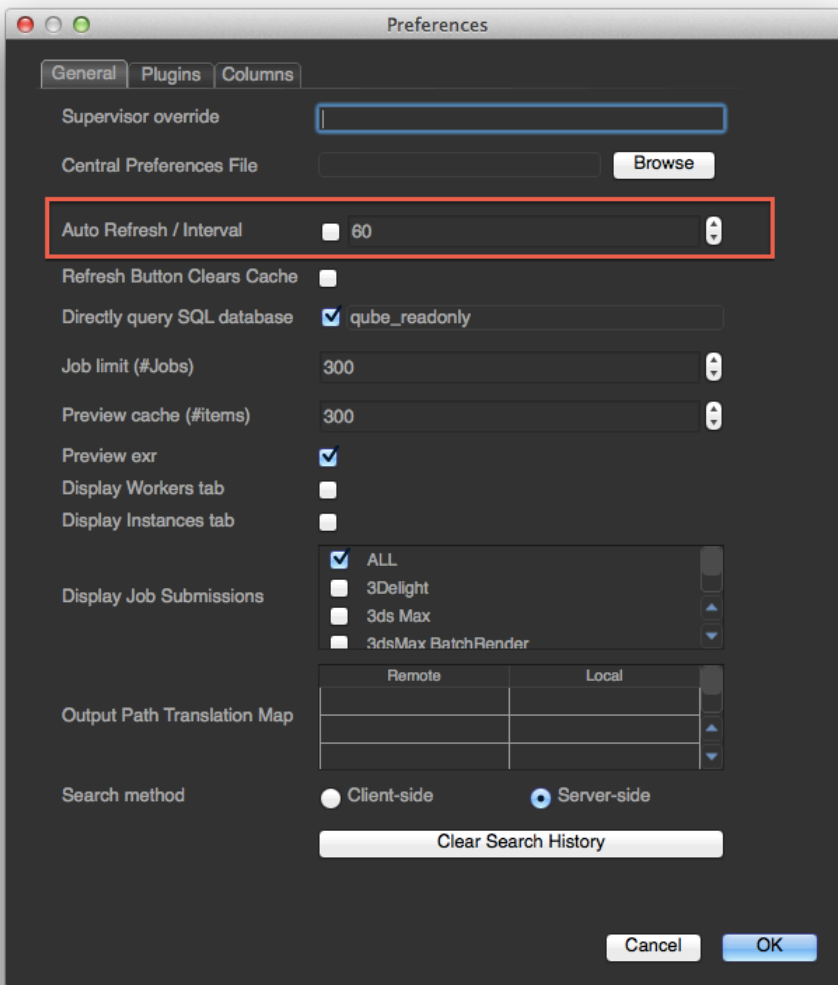 Preferences
General Plugins Columns
Supervisor override
Central Preferences File Browse
Auto Refresh / Interval 60
Refresh Button Clears Cache
Directly query SQL database qube_readonly
Job limit (#Jobs) 300
Preview cache (#items) 300
Preview exr
Display Workers tab
Display Instances tab
Display Job Submissions
ALL
3Delight
3ds Max
3dsMax BatchRender
Output Path Translation Map
Remote Local
Search method Client-side Server-side
Clear Search History
Cancel OK